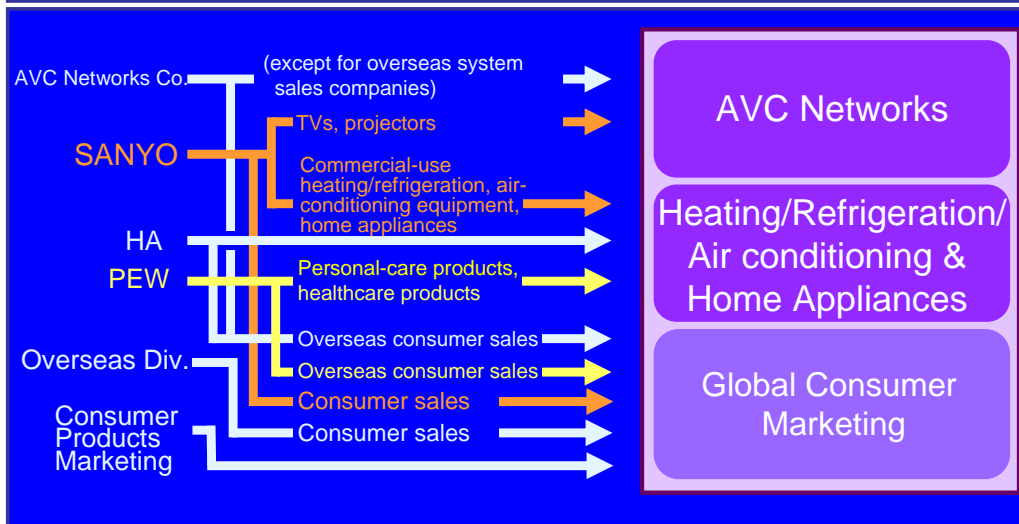 AVC Networks Co.
(except for overseas system
sales companies)
SANYO
TVs, projectors
Commercial-use
heating/refrigeration, air-
conditioning equipment,
home appliances
HA
PEW
Personal-care products,
healthcare products
Overseas consumer sales
Overseas Div.
Overseas consumer sales
Consumer sales
Consumer
Products
Marketing
Consumer sales
AVC Networks
Heating/Refrigeration/
Air conditioning &
Home Appliances
Global Consumer
Marketing